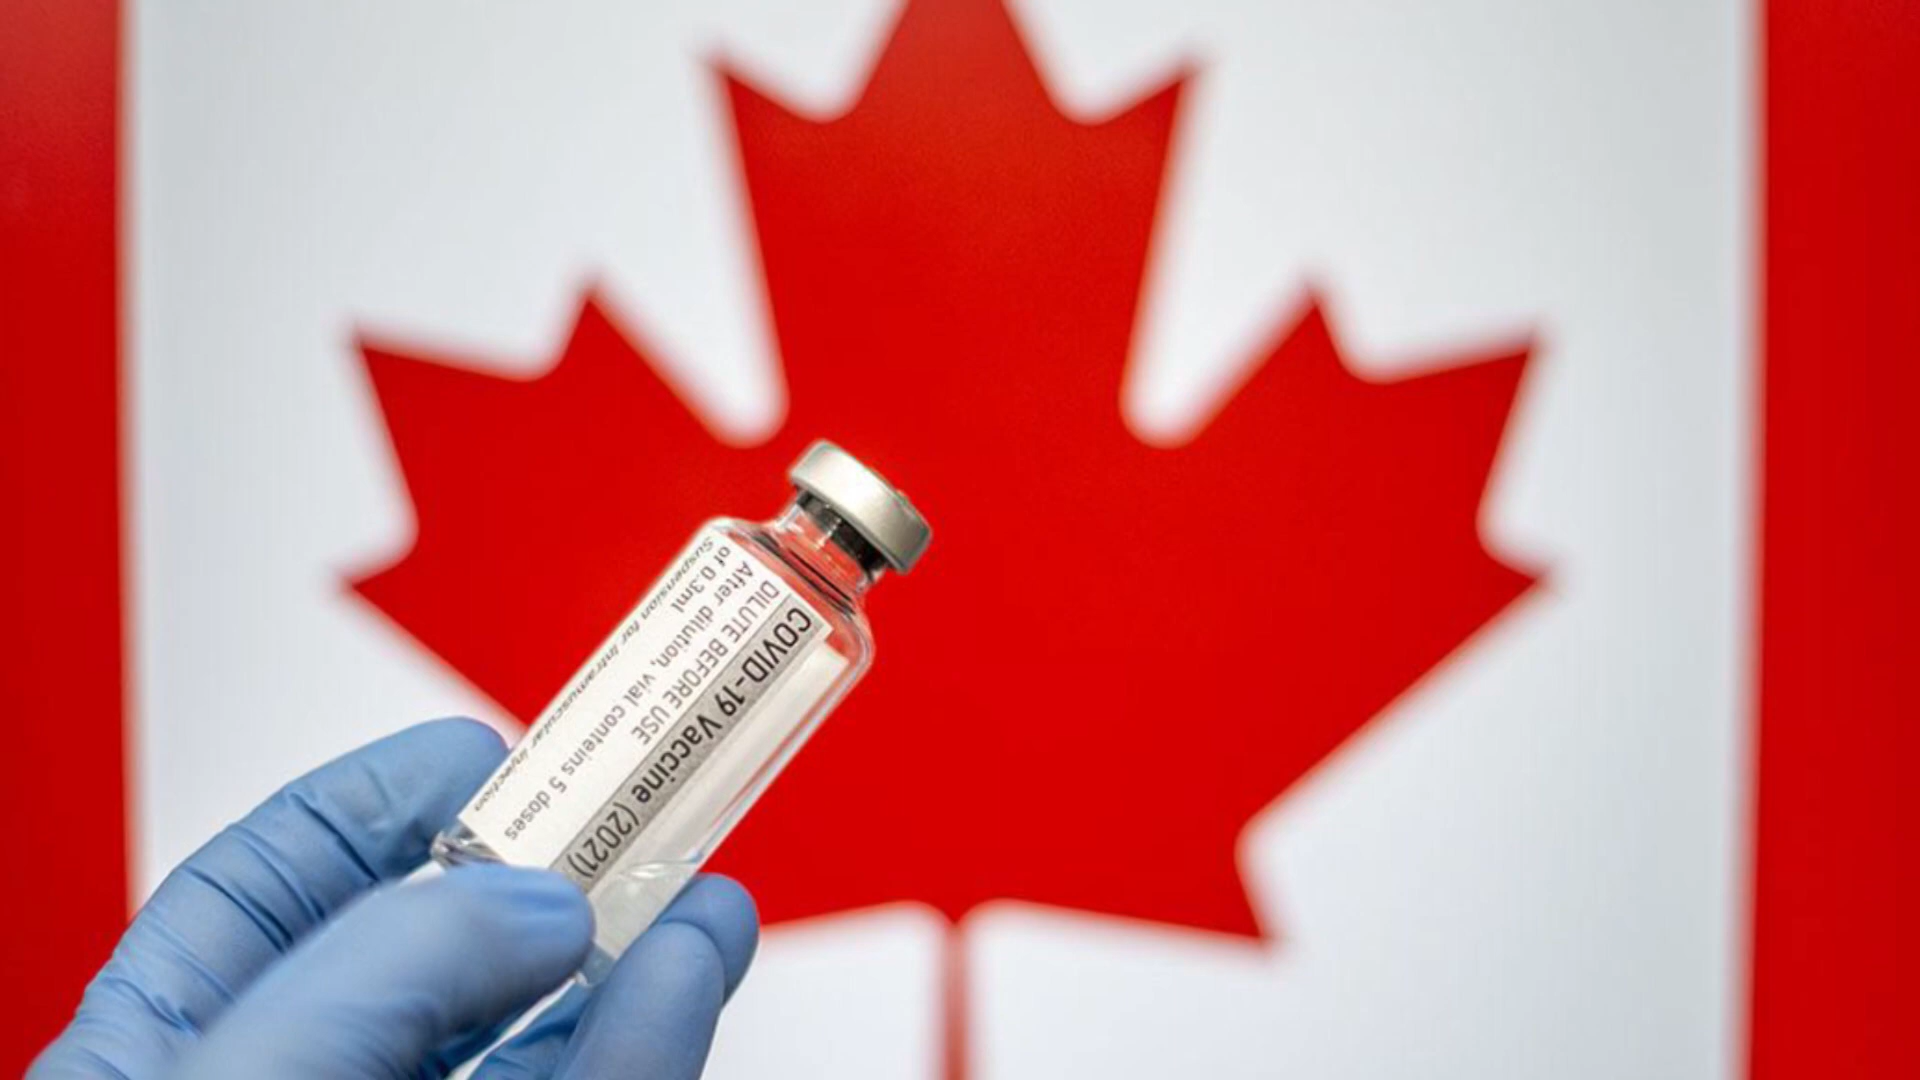 COVID-19 Vaccine (2021)
DILUTE BEFORE USE
After dilution, vial conteins 5 doses
of 0.3ml
Suspension for intramuscular injection